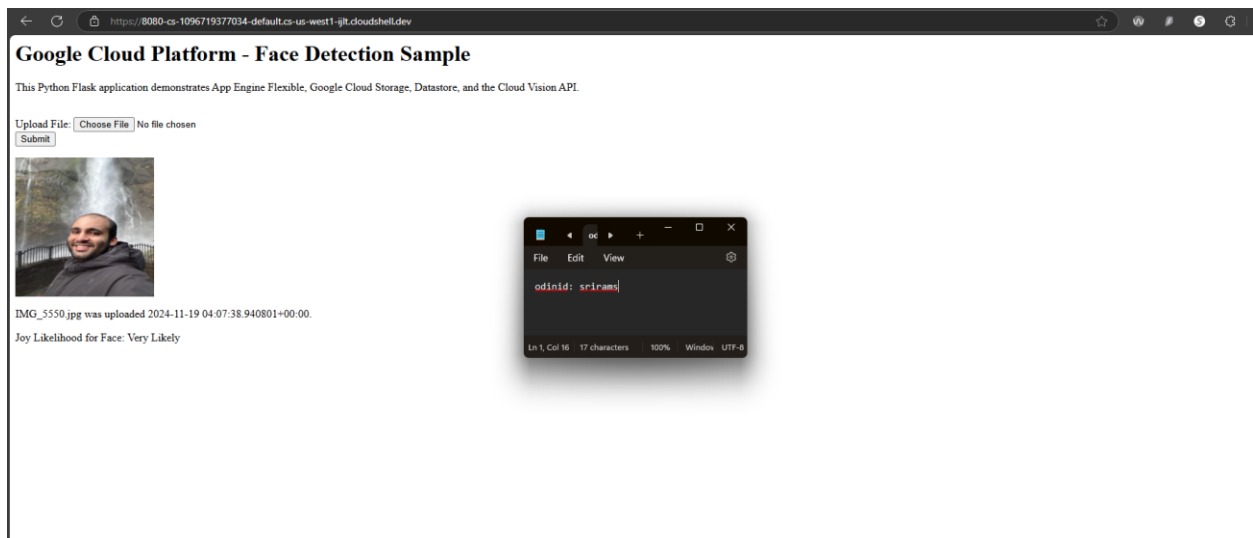 https://8080-cs-1096719377034-default.cs-us-west1-ijlt.cloudshell.dev
Google Cloud Platform - Face Detection Sample
This Python Flask application demonstrates App Engine Flexible, Google Cloud Storage, Datastore, and the Cloud Vision API.
Upload File: Choose File No file chosen
Submit
IMG_5550.jpg was uploaded 2024-11-19 04:07:38.940801+00:00.
Joy Likelihood for Face: Very Likely
od
File Edit View
odinid: srirams
Ln 1, Col 16 17 characters 100% Window UTF-8